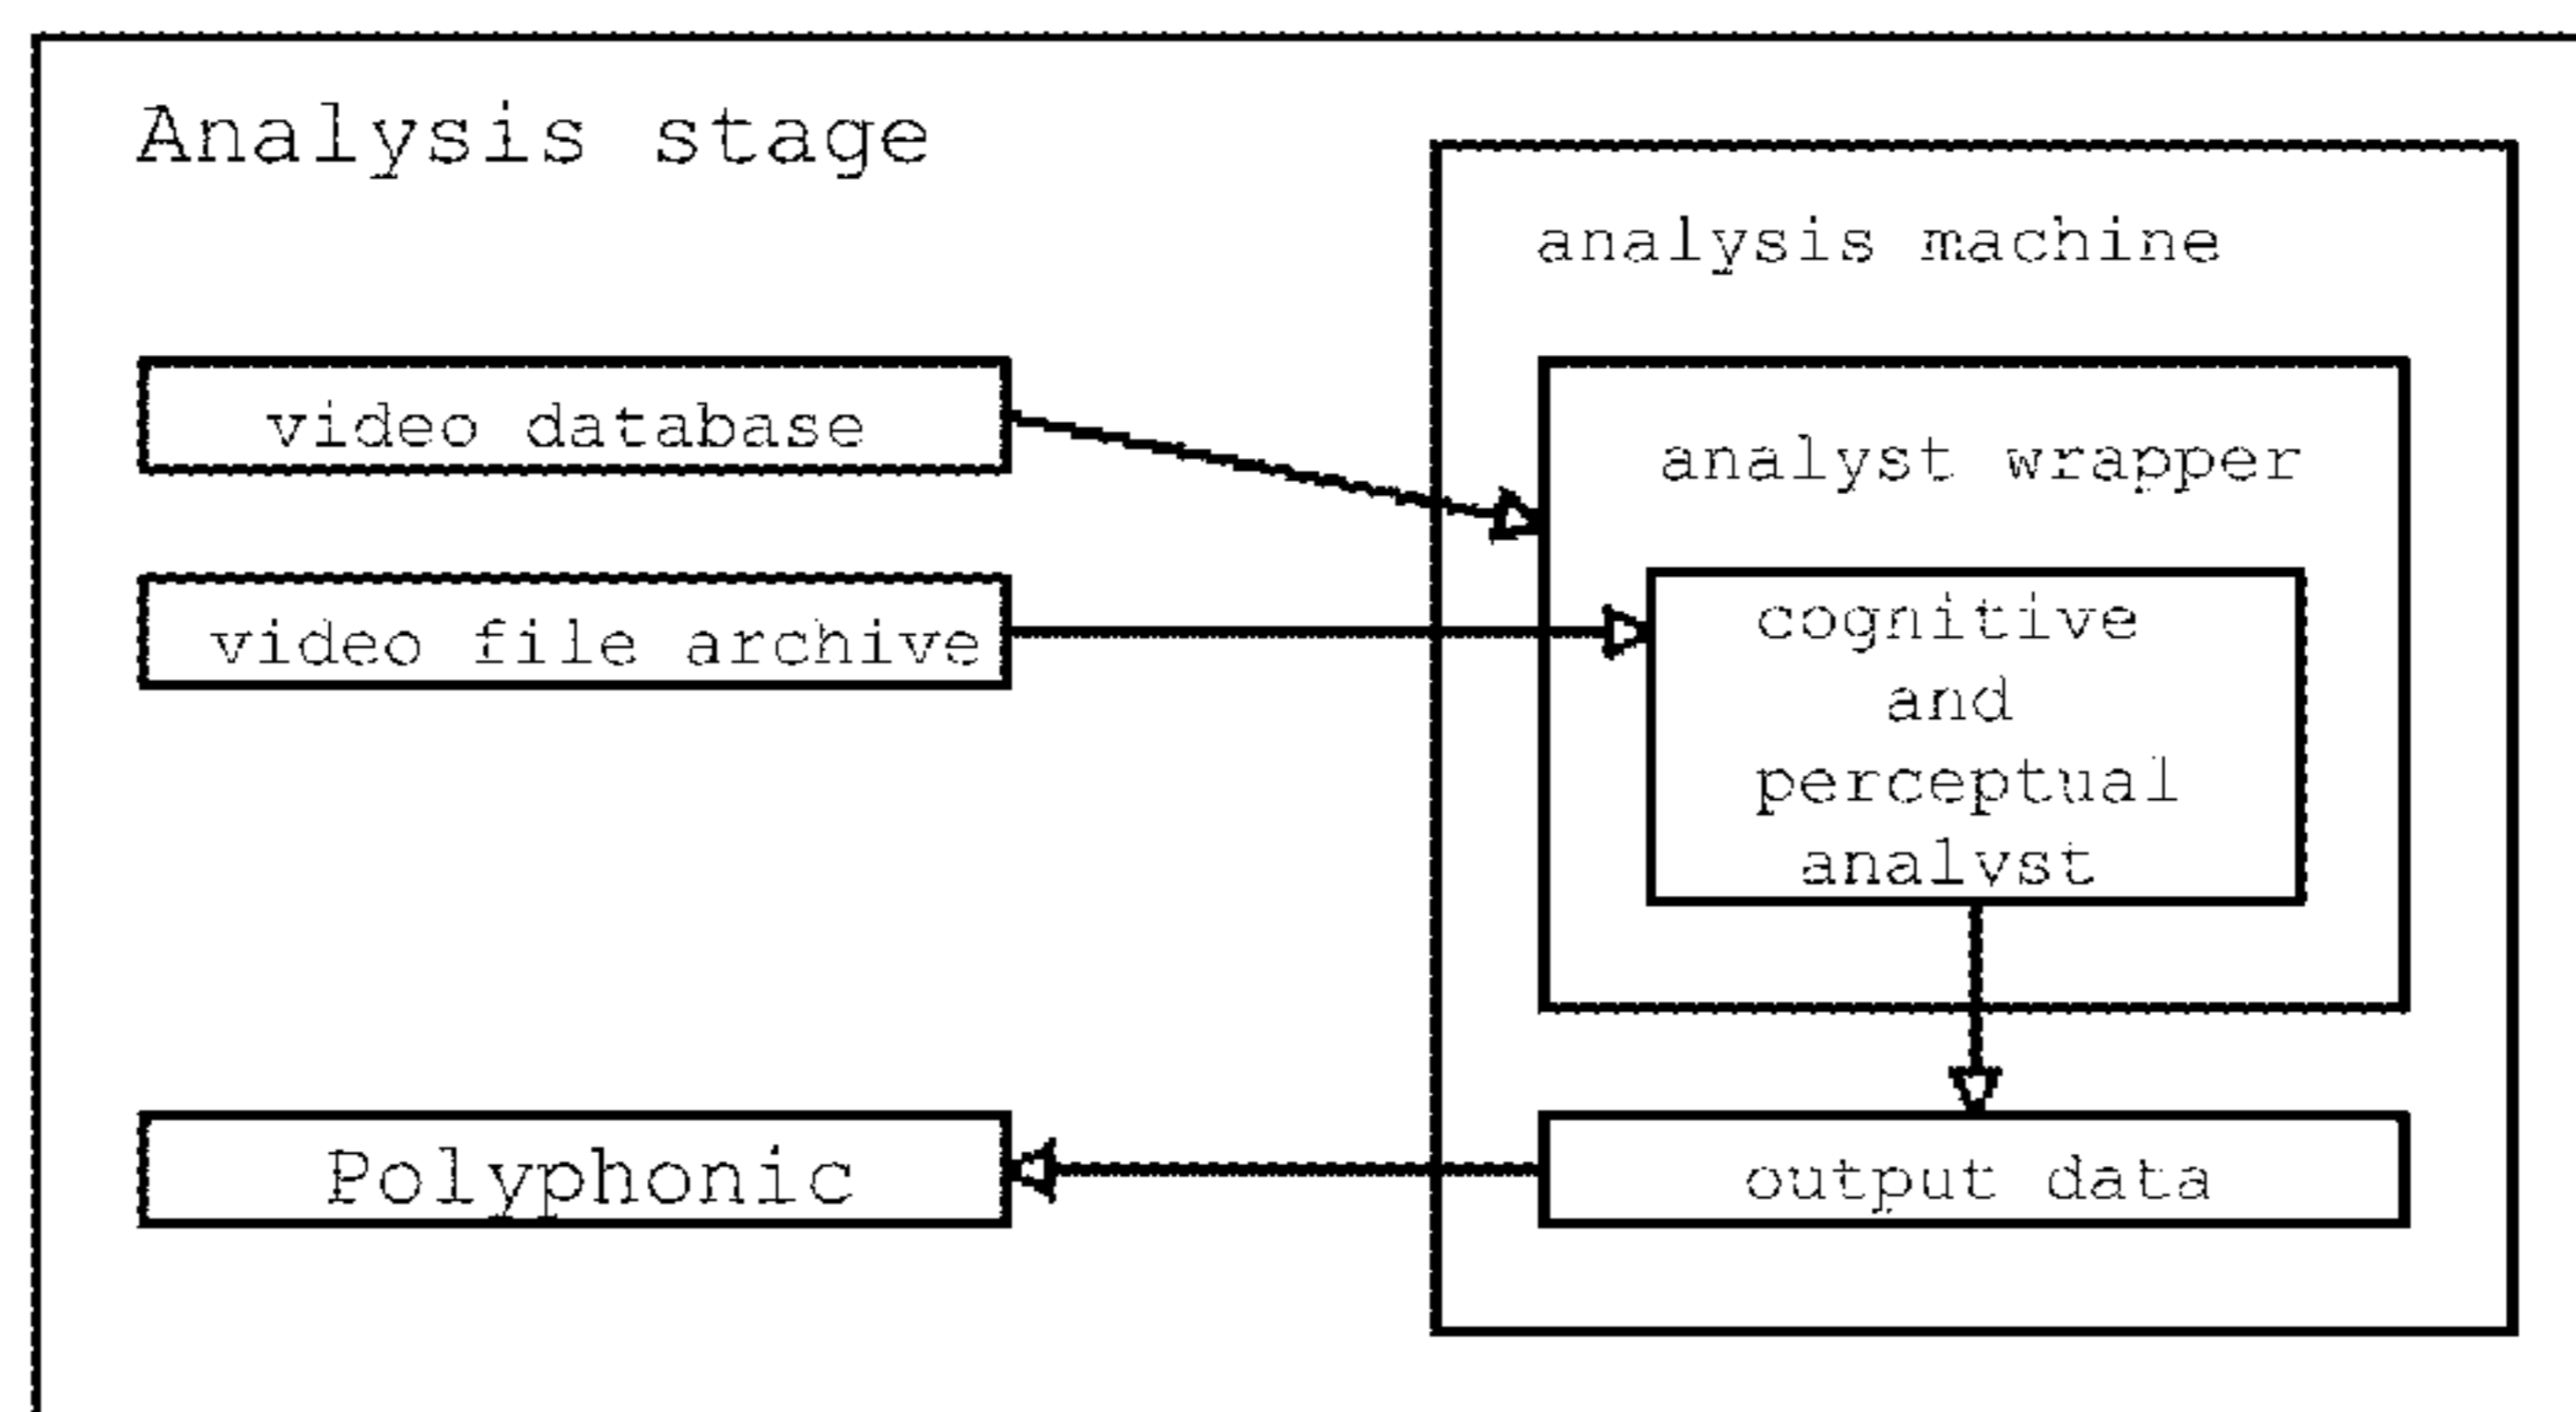 Analysis stage
analysis machine
video database
analyst wrapper
video file archive
cognitive
and
perceptual
analyst
Polyphonic
output data